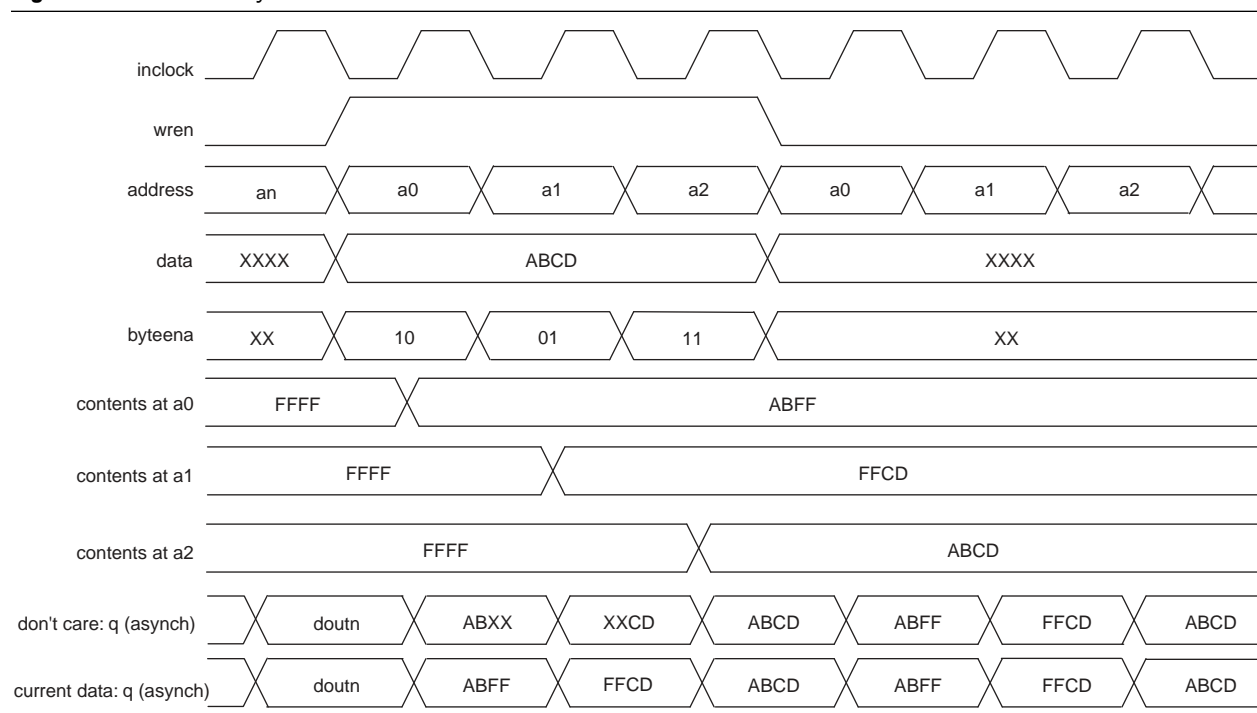 inclock
wren
address an a0 a1 a2 a0 a1 a2
data XXXX ABCD XXXX
byteena XX 10 01 11 XX
contents at a0 FFFF ABFF
contents at a1 FFFF FFCD
contents at a2 FFFF ABCD
don't care: q (asynch) doutn ABXX XXCD ABCD ABFF FFCD ABCD
current data: q (asynch) doutn ABFF FFCD ABCD ABFF FFCD ABCD